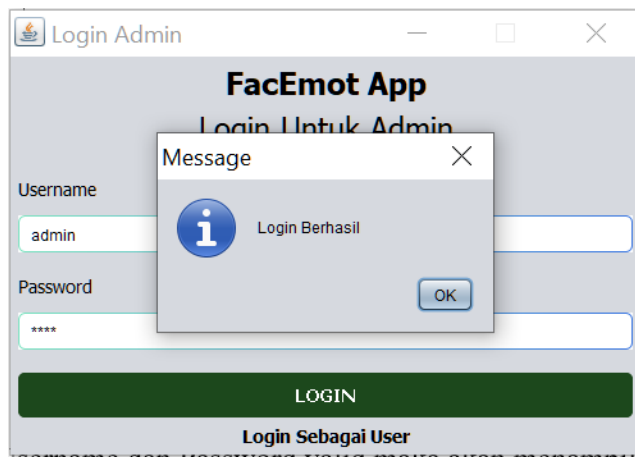 Login Admin
FacEmot App
Login Untuk Admin
Message
Username
Login Berhasil
admin
Password
OK
****
LOGIN
Login Sebagai User